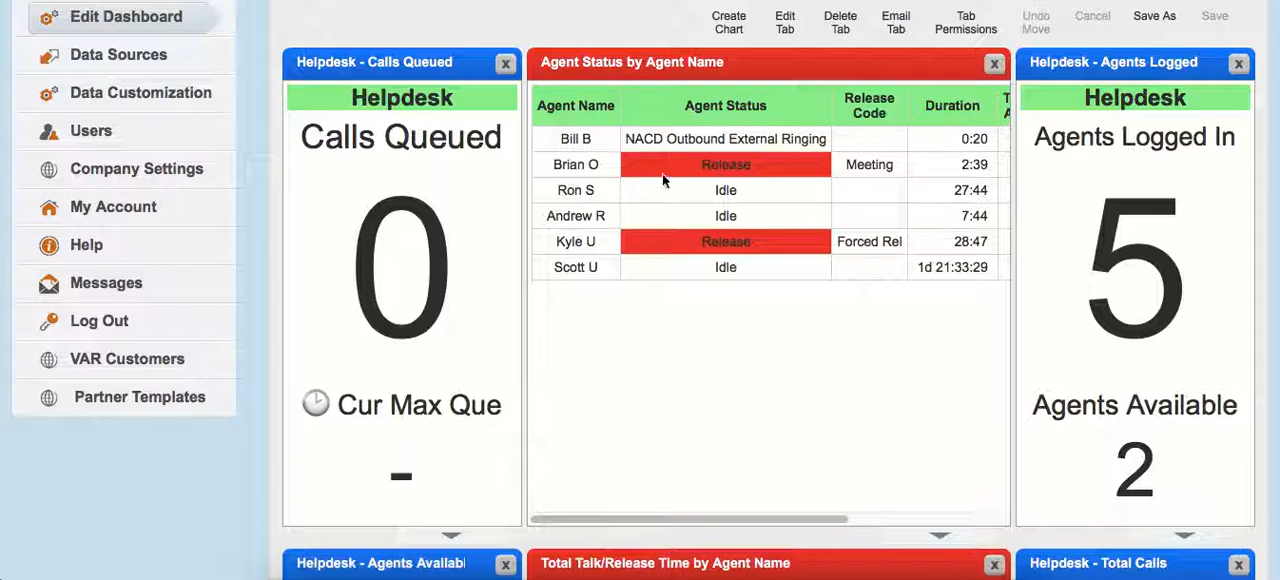 Edit Dashboard
Data Sources
Data Customization
Users
Company Settings
My Account
Help
Messages
Log Out
VAR Customers
Partner Templates
Create Chart
Edit Tab
Delete Tab
Email Tab
Tab Permissions
Undo Move
Cancel
Save As
Save
Helpdesk - Calls Queued x
Helpdesk
Calls Queued
0
Cur Max Que
-
Agent Status by Agent Name x
Agent Name Agent Status Release Code Duration
Bill B NACD Outbound External Ringing 0:20
Brian O Release Meeting 2:39
Ron S Idle 27:44
Andrew R Idle 7:44
Kyle U Release Forced Rel 28:47
Scott U Idle 1d 21:33:29
Helpdesk - Agents Logged x
Helpdesk
Agents Logged In
5
Agents Available
2
Helpdesk - Agents Availabl x
Total Talk/Release Time by Agent Name x
Helpdesk - Total Calls x